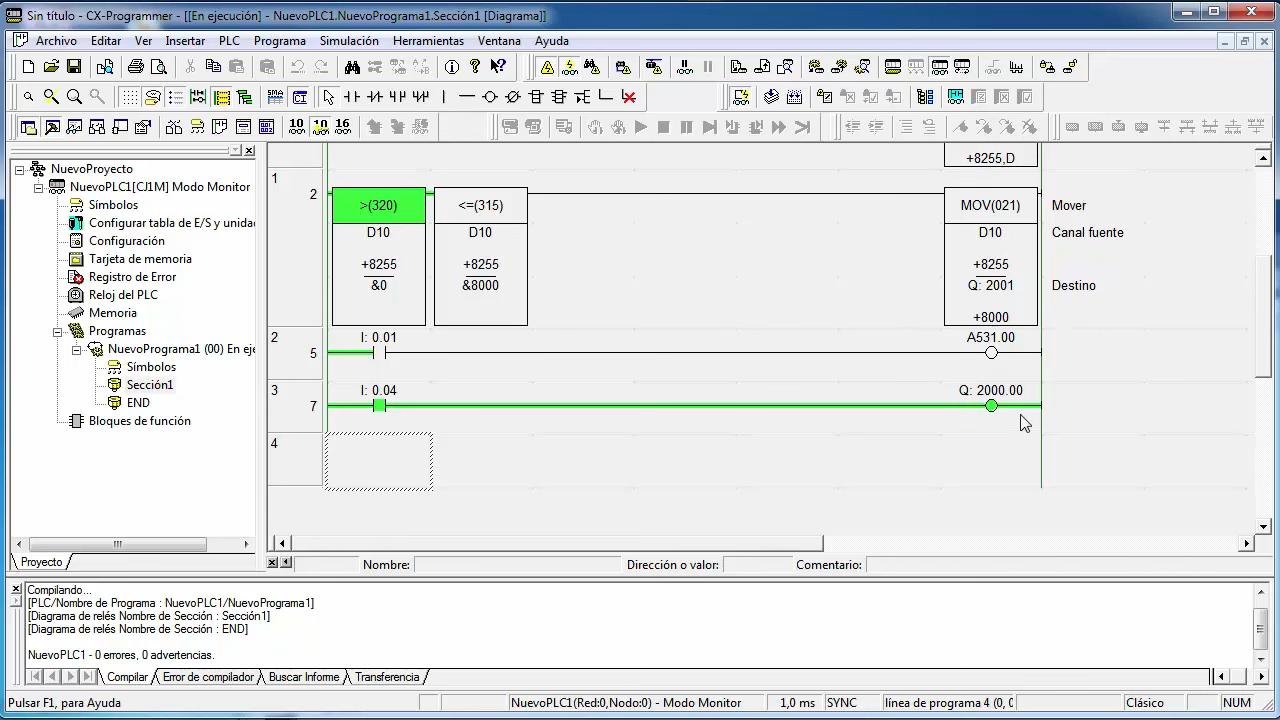 Sin título - CX-Programmer - [[En ejecución] - NuevoPLC1.NuevoPrograma1.Sección1 [Diagrama]]
Archivo Editar Ver Insertar PLC Programa Simulación Herramientas Ventana Ayuda
SMA
10 10 16
NuevoProyecto
NuevoPLC1[CJ1M] Modo Monitor
Símbolos
Configurar tabla de E/S y unida
Configuración
Tarjeta de memoria
Registro de Error
Reloj del PLC
Memoria
Programas
NuevoPrograma1 (00) En eje
Símbolos
Sección1
END
Bloques de función
Proyecto
+8255,D
1
2
>(320)
D10
+8255
&0
<=(315)
D10
+8255
&8000
MOV(021)
D10
+8255
Q: 2001
+8000
Mover
Canal fuente
Destino
2
5
I: 0.01
A531.00
3
7
I: 0.04
Q: 2000.00
4
Nombre: Dirección o valor: Comentario:
Compilando...
[PLC/Nombre de Programa : NuevoPLC1/NuevoPrograma1]
[Diagrama de relés Nombre de Sección : Sección1]
[Diagrama de relés Nombre de Sección : END]
NuevoPLC1 - 0 errores, 0 advertencias.
Compilar Error de compilador Buscar Informe Transferencia
Pulsar F1, para Ayuda NuevoPLC1(Red:0,Nodo:0) - Modo Monitor 1,0 ms SYNC línea de programa 4 (0, 0 Clásico NUM